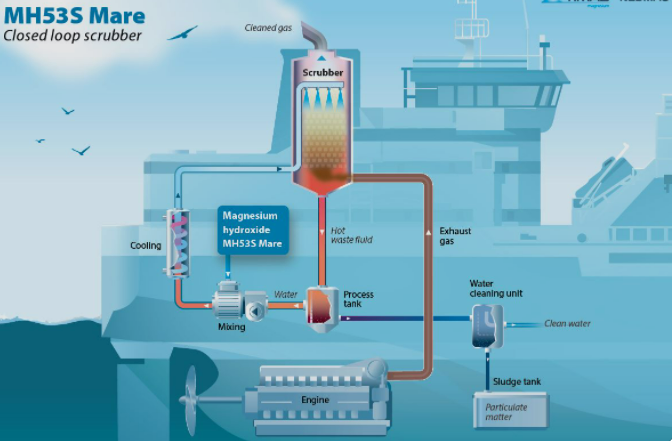 MH53S Mare
Closed loop scrubber
Cleaned gas
Scrubber
Magnesium
hydroxide
MH53S Mare
Cooling
Hot
waste fluid
Exhaust
gas
Water
Process
tank
Mixing
Water
cleaning unit
Clean water
Engine
Sludge tank
Particulate
matter